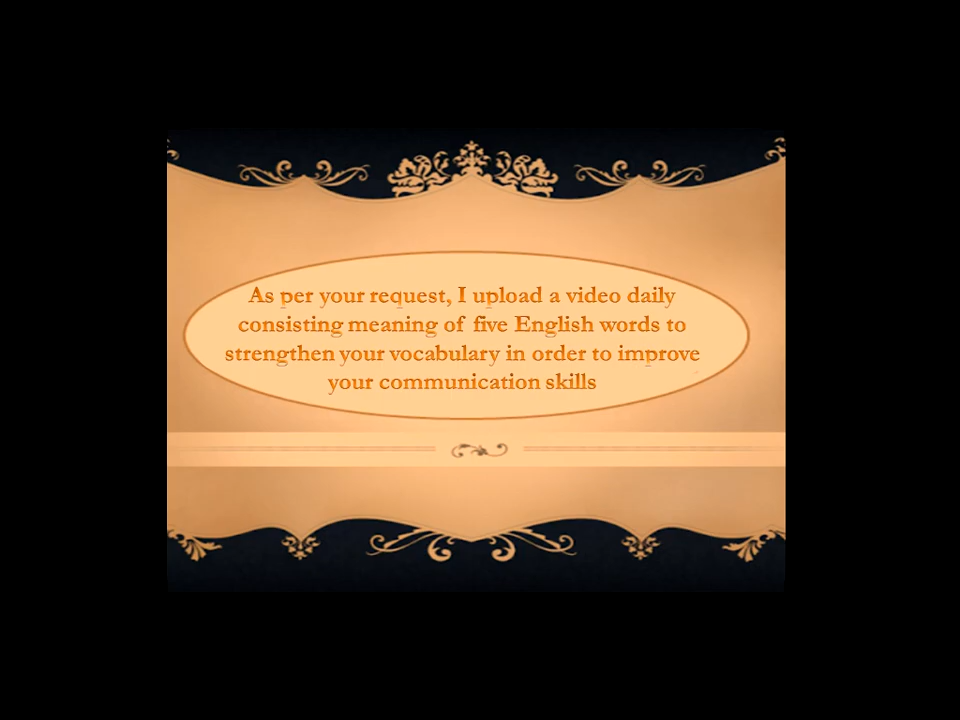 As per your request, I upload a video daily
consisting meaning of five English words to
strengthen your vocabulary in order to improve
your communication skills